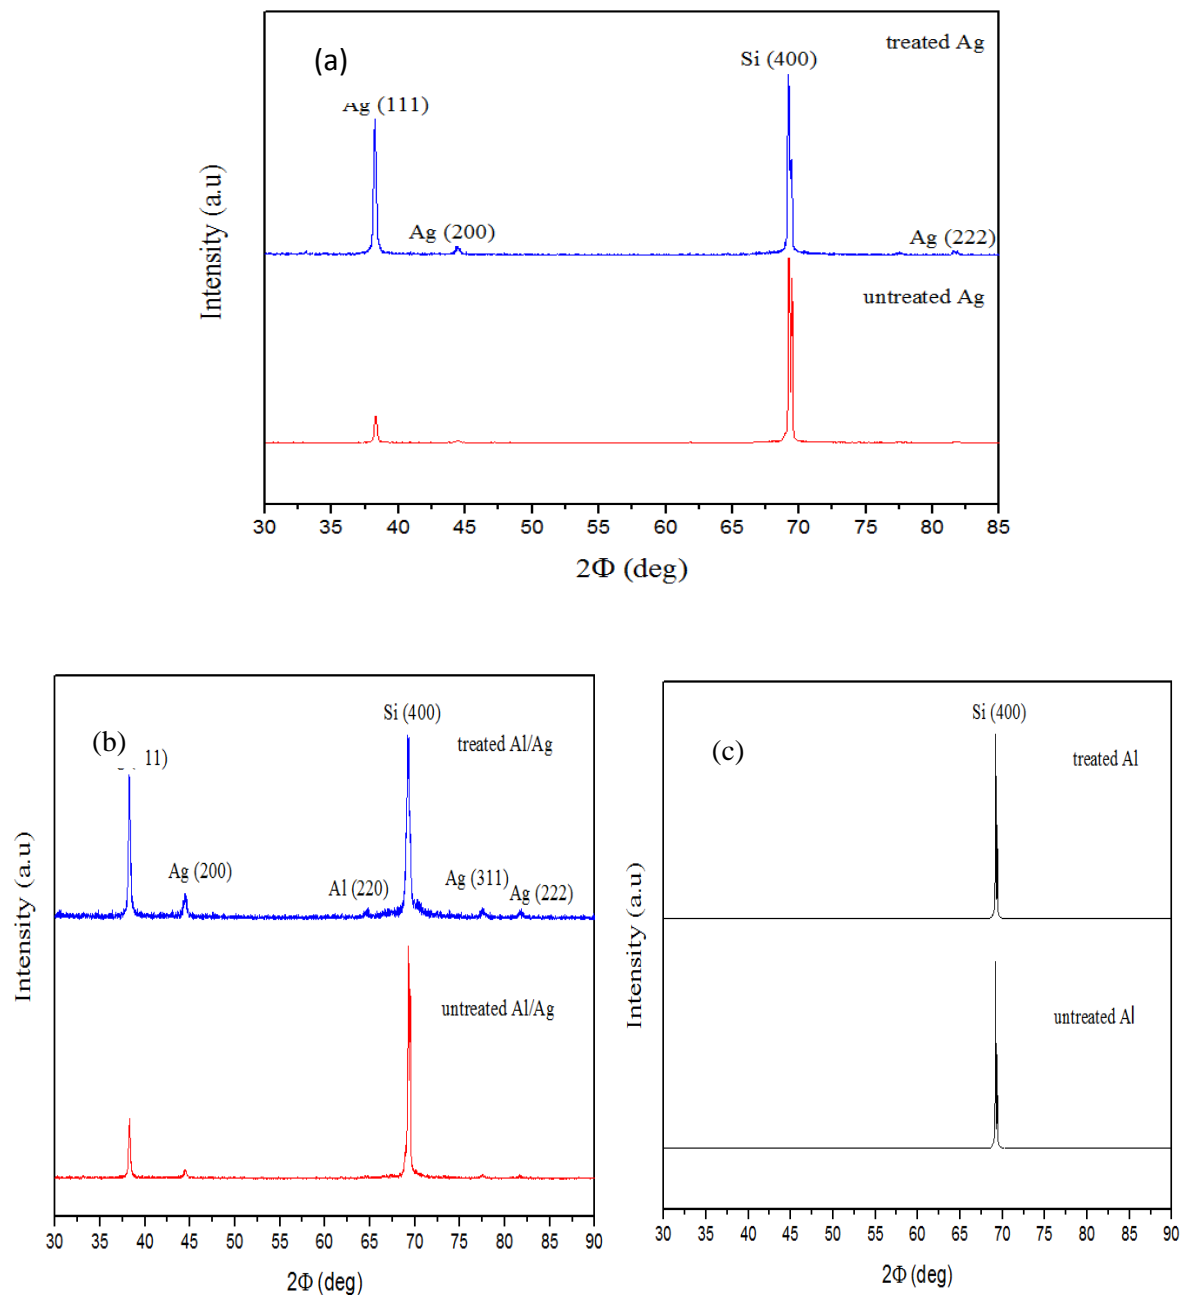 (a)
treated Ag
Si (400)
Ag (111)
Ag (200)
Ag (222)
untreated Ag
Intensity (a.u)
30 35 40 45 50 55 60 65 70 75 80 85
2Φ (deg)
(b)
Si (400)
treated Al/Ag
11)
Ag (200)
Al (220)
Ag (311)
Ag (222)
untreated Al/Ag
Intensity (a.u)
30 35 40 45 50 55 60 65 70 75 80 85 90
2Φ (deg)
(c)
Si (400)
treated Al
untreated Al
Intensity (a.u)
30 35 40 45 50 55 60 65 70 75 80 85 90
2Φ (deg)